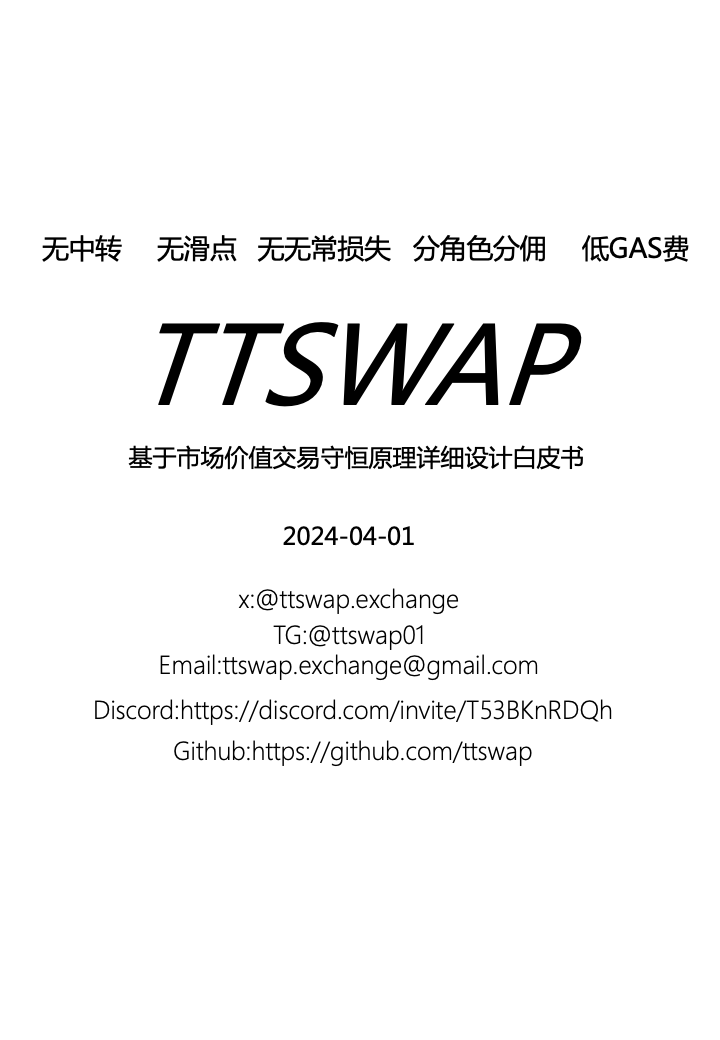 无中转 无滑点 无无常损失 分角色分佣 低GAS费
TTSWAP
基于市场价值交易守恒原理详细设计白皮书
2024-04-01
x:@ttswap.exchange
TG:@ttswap01
Email:ttswap.exchange@gmail.com
Discord:https://discord.com/invite/T53BKnRDQh
Github:https://github.com/ttswap